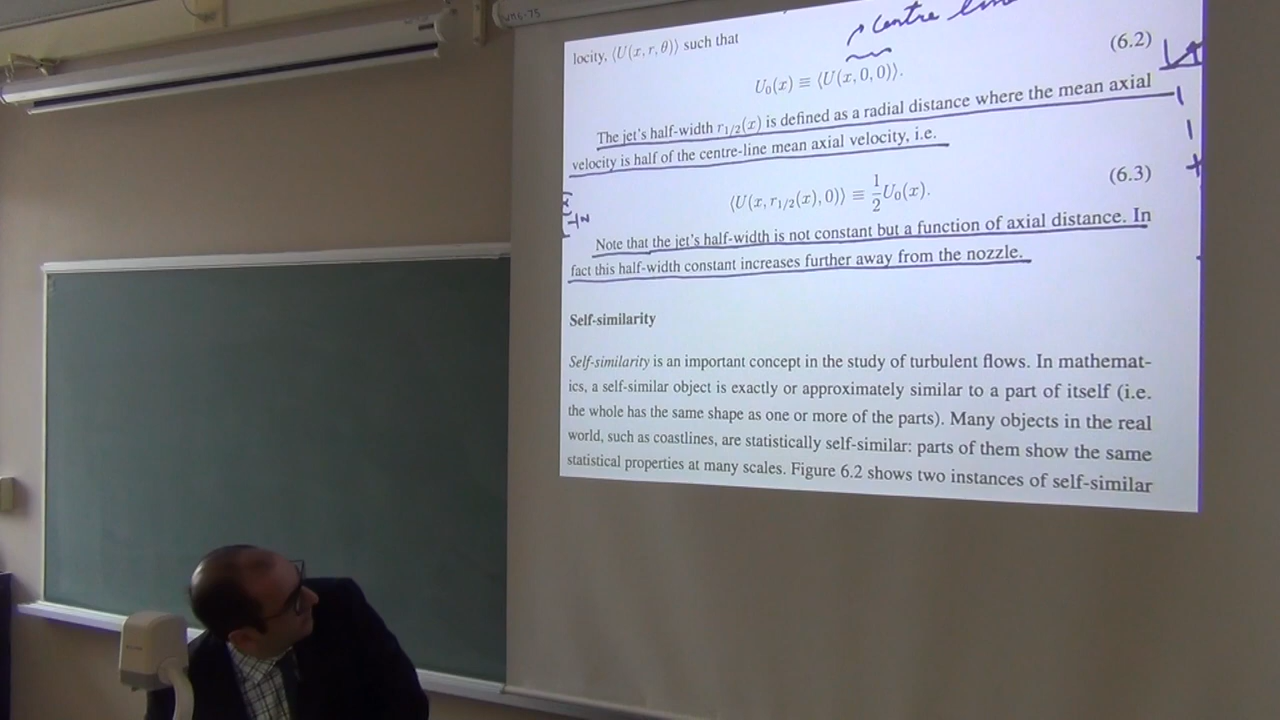 VMC-75
centre line
locity, ⟨U(x, r, θ)⟩ such that
U₀(x) ≡ ⟨U(x, 0, 0)⟩. (6.2)
The jet's half-width r₁/₂(x) is defined as a radial distance where the mean axial
velocity is half of the centre-line mean axial velocity, i.e.
⟨U(x, r₁/₂(x), 0)⟩ ≡ 1/2 U₀(x). (6.3)
Note that the jet's half-width is not constant but a function of axial distance. In
fact this half-width constant increases further away from the nozzle.
Self-similarity
Self-similarity is an important concept in the study of turbulent flows. In mathemat-
ics, a self-similar object is exactly or approximately similar to a part of itself (i.e.
the whole has the same shape as one or more of the parts). Many objects in the real
world, such as coastlines, are statistically self-similar: parts of them show the same
statistical properties at many scales. Figure 6.2 shows two instances of self-similar